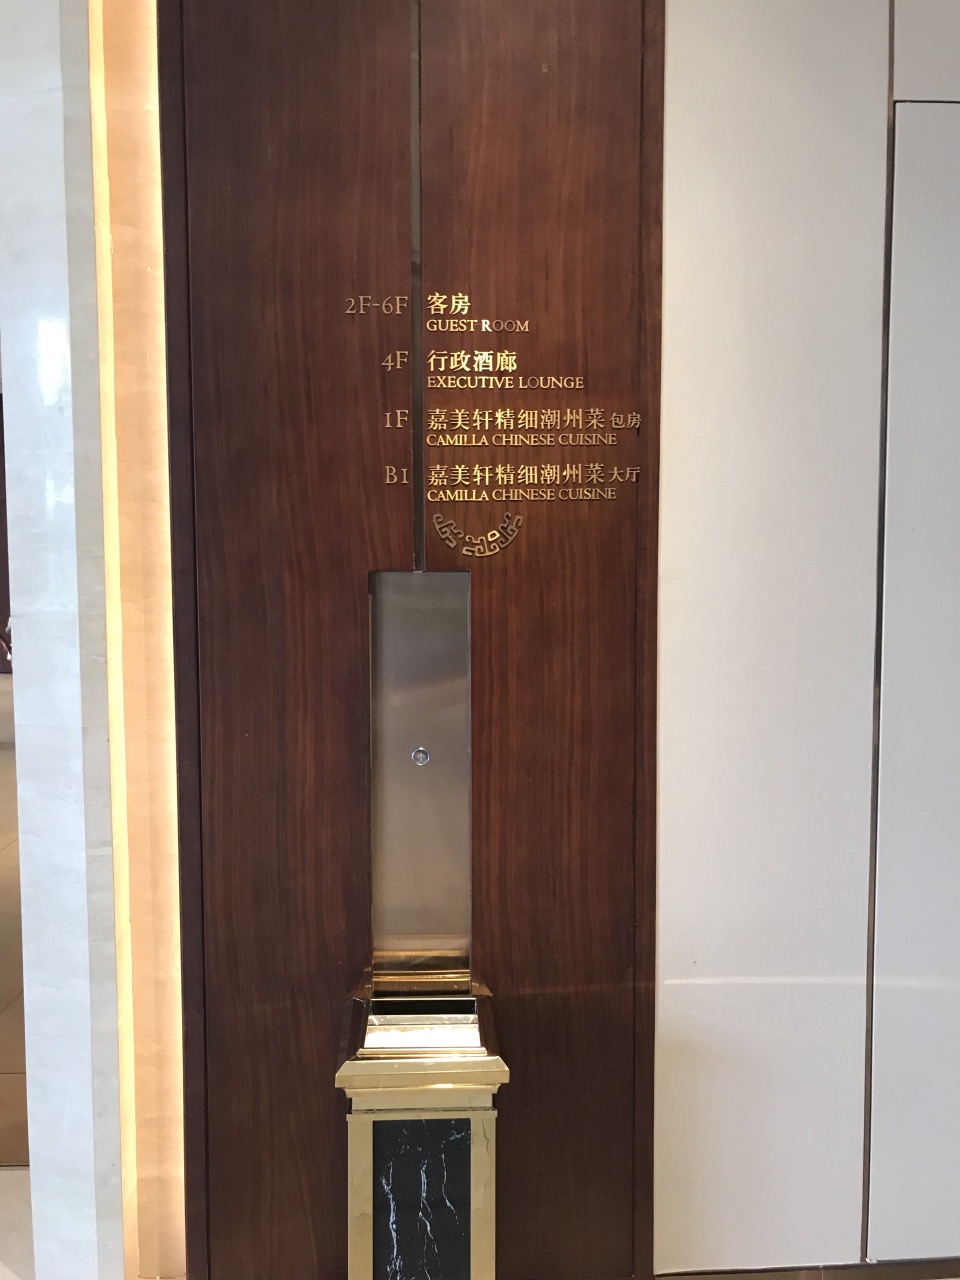 2F-6F 客房
GUEST ROOM
4F 行政酒廊
EXECUTIVE LOUNGE
1F 嘉美轩精细潮州菜 包房
CAMILLA CHINESE CUISINE
B1 嘉美轩精细潮州菜 大厅
CAMILLA CHINESE CUISINE